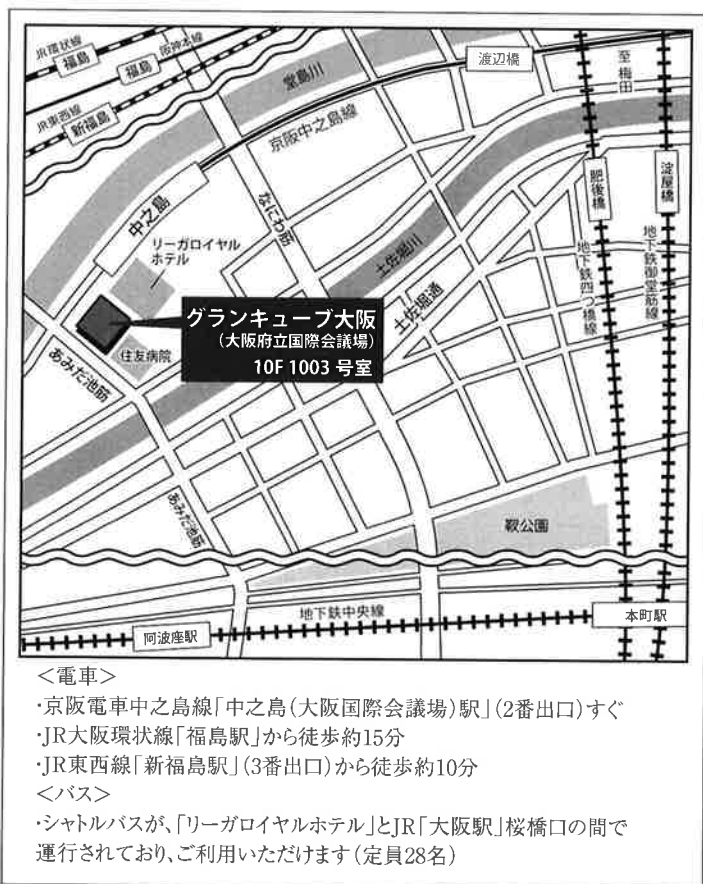 JR環状線
福島
阪神本線
福島
JR東西線
新福島
堂島川
渡辺橋
至梅田
京阪中之島線
中之島
なにわ筋
肥後橋
淀屋橋
リーガロイヤル
ホテル
土佐堀川
土佐堀通
地下鉄四つ橋線
地下鉄御堂筋線
グランキューブ大阪
(大阪府立国際会議場)
10F 1003 号室
住友病院
あみだ池筋
あみだ池筋
靱公園
地下鉄中央線
阿波座駅
本町駅
＜電車＞
・京阪電車中之島線「中之島(大阪国際会議場)駅」(2番出口)すぐ
・JR大阪環状線「福島駅」から徒歩約15分
・JR東西線「新福島駅」(3番出口)から徒歩約10分
＜バス＞
・シャトルバスが、「リーガロイヤルホテル」とJR「大阪駅」桜橋口の間で
運行されており、ご利用いただけます(定員28名)